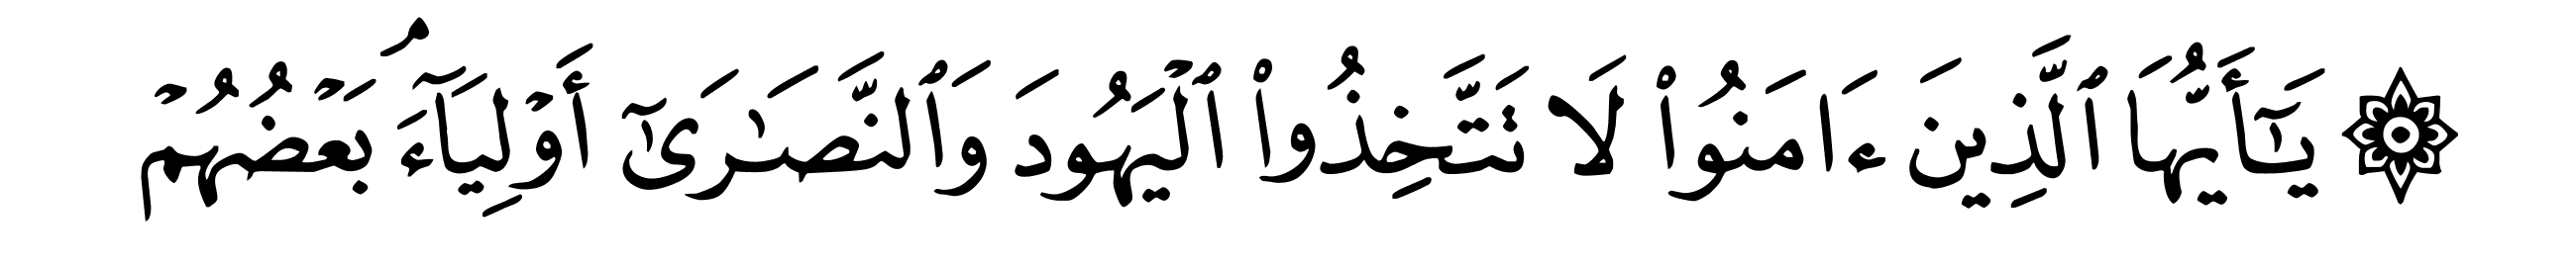 ۞ يَـٰٓأَيُّهَا ٱلَّذِينَ ءَامَنُوا۟ لَا تَتَّخِذُوا۟ ٱلْيَهُودَ وَٱلنَّصَـٰرَىٰٓ أَوْلِيَآءَ ۘ بَعْضُهُمْ